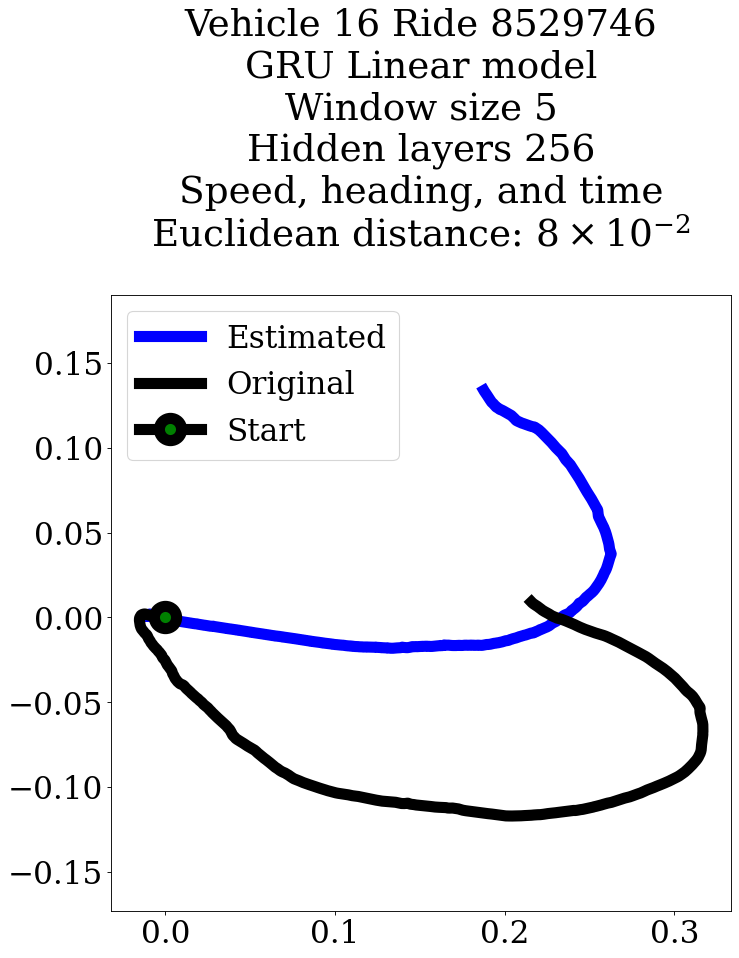 Vehicle 16 Ride 8529746
GRU Linear model
Window size 5
Hidden layers 256
Speed, heading, and time
Euclidean distance: 8 × 10⁻²
Estimated
Original
Start
0.15
0.10
0.05
0.00
−0.05
−0.10
−0.15
0.0 0.1 0.2 0.3